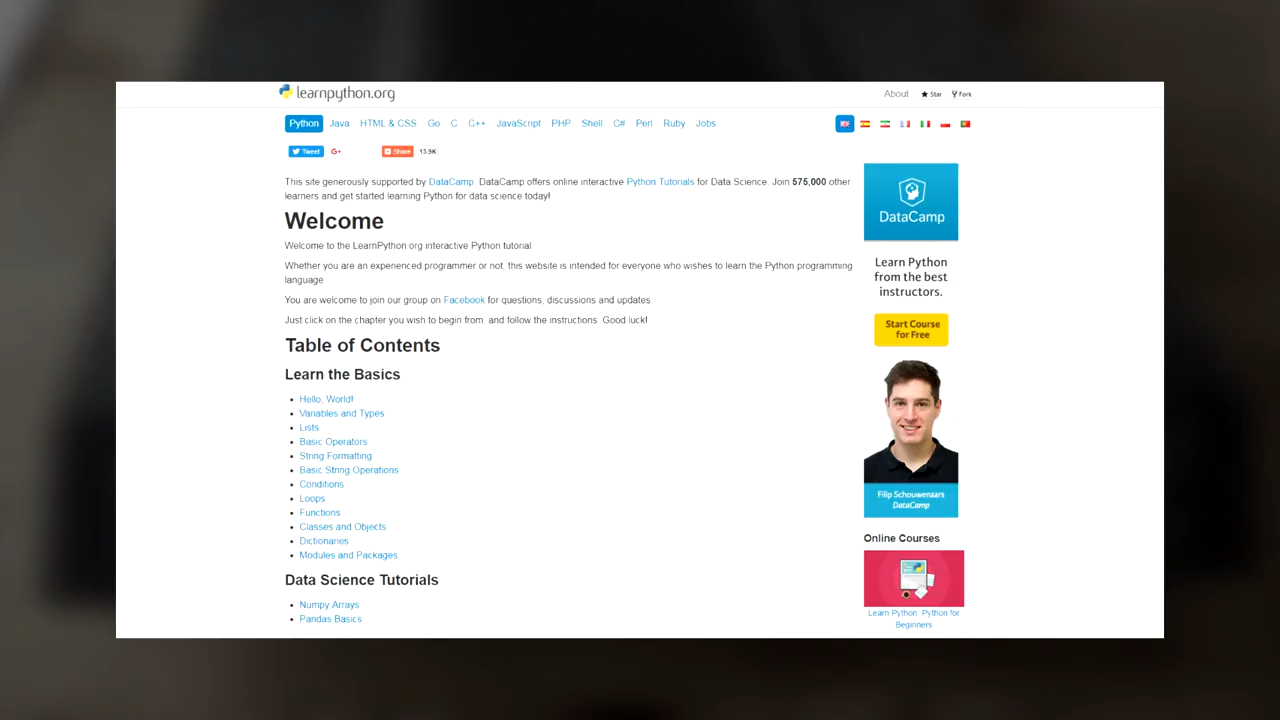 learnpython.org
About Star Fork
Python Java HTML & CSS Go C C++ JavaScript PHP Shell C# Perl Ruby Jobs
Tweet G+ Share 13.9K
This site generously supported by DataCamp. DataCamp offers online interactive Python Tutorials for Data Science. Join 575,000 other
learners and get started learning Python for data science today!
Welcome
Welcome to the LearnPython.org interactive Python tutorial.
Whether you are an experienced programmer or not, this website is intended for everyone who wishes to learn the Python programming
language.
You are welcome to join our group on Facebook for questions, discussions and updates.
Just click on the chapter you wish to begin from, and follow the instructions. Good luck!
Table of Contents
Learn the Basics
Hello, World!
Variables and Types
Lists
Basic Operators
String Formatting
Basic String Operations
Conditions
Loops
Functions
Classes and Objects
Dictionaries
Modules and Packages
Data Science Tutorials
Numpy Arrays
Pandas Basics
DataCamp
Learn Python
from the best
instructors.
Start Course
for Free
Filip Schouwenaars
DataCamp
Online Courses
Learn Python: Python for
Beginners